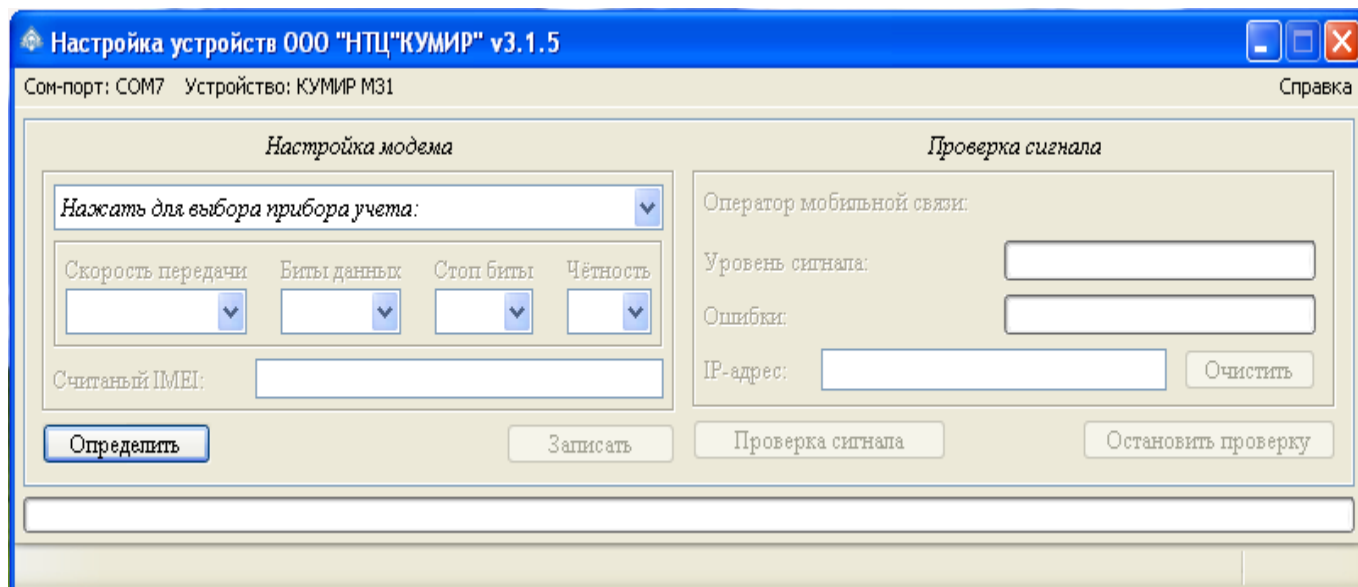 Настройка устройств ООО "НТЦ"КУМИР" v3.1.5
Com-порт: COM7 Устройство: КУМИР M31 Справка
Настройка модема
Нажать для выбора прибора учета:
Скорость передачи Биты данных Стоп биты Чётность
Считаный IMEI:
Определить Записать
Проверка сигнала
Оператор мобильной связи:
Уровень сигнала:
Ошибки:
IP-адрес: Очистить
Проверка сигнала Остановить проверку